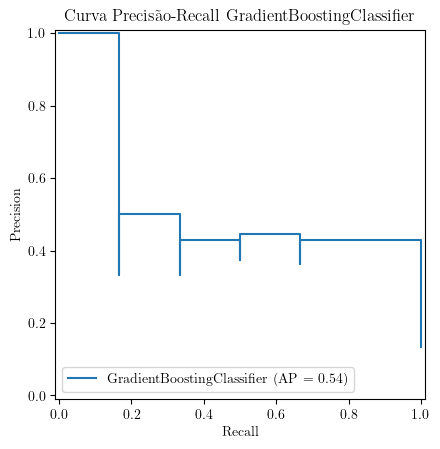 Curva Precisão-Recall GradientBoostingClassifier
1.0
0.8
0.6
0.4
0.2
0.0
Precision
GradientBoostingClassifier (AP = 0.54)
0.0 0.2 0.4 0.6 0.8 1.0
Recall